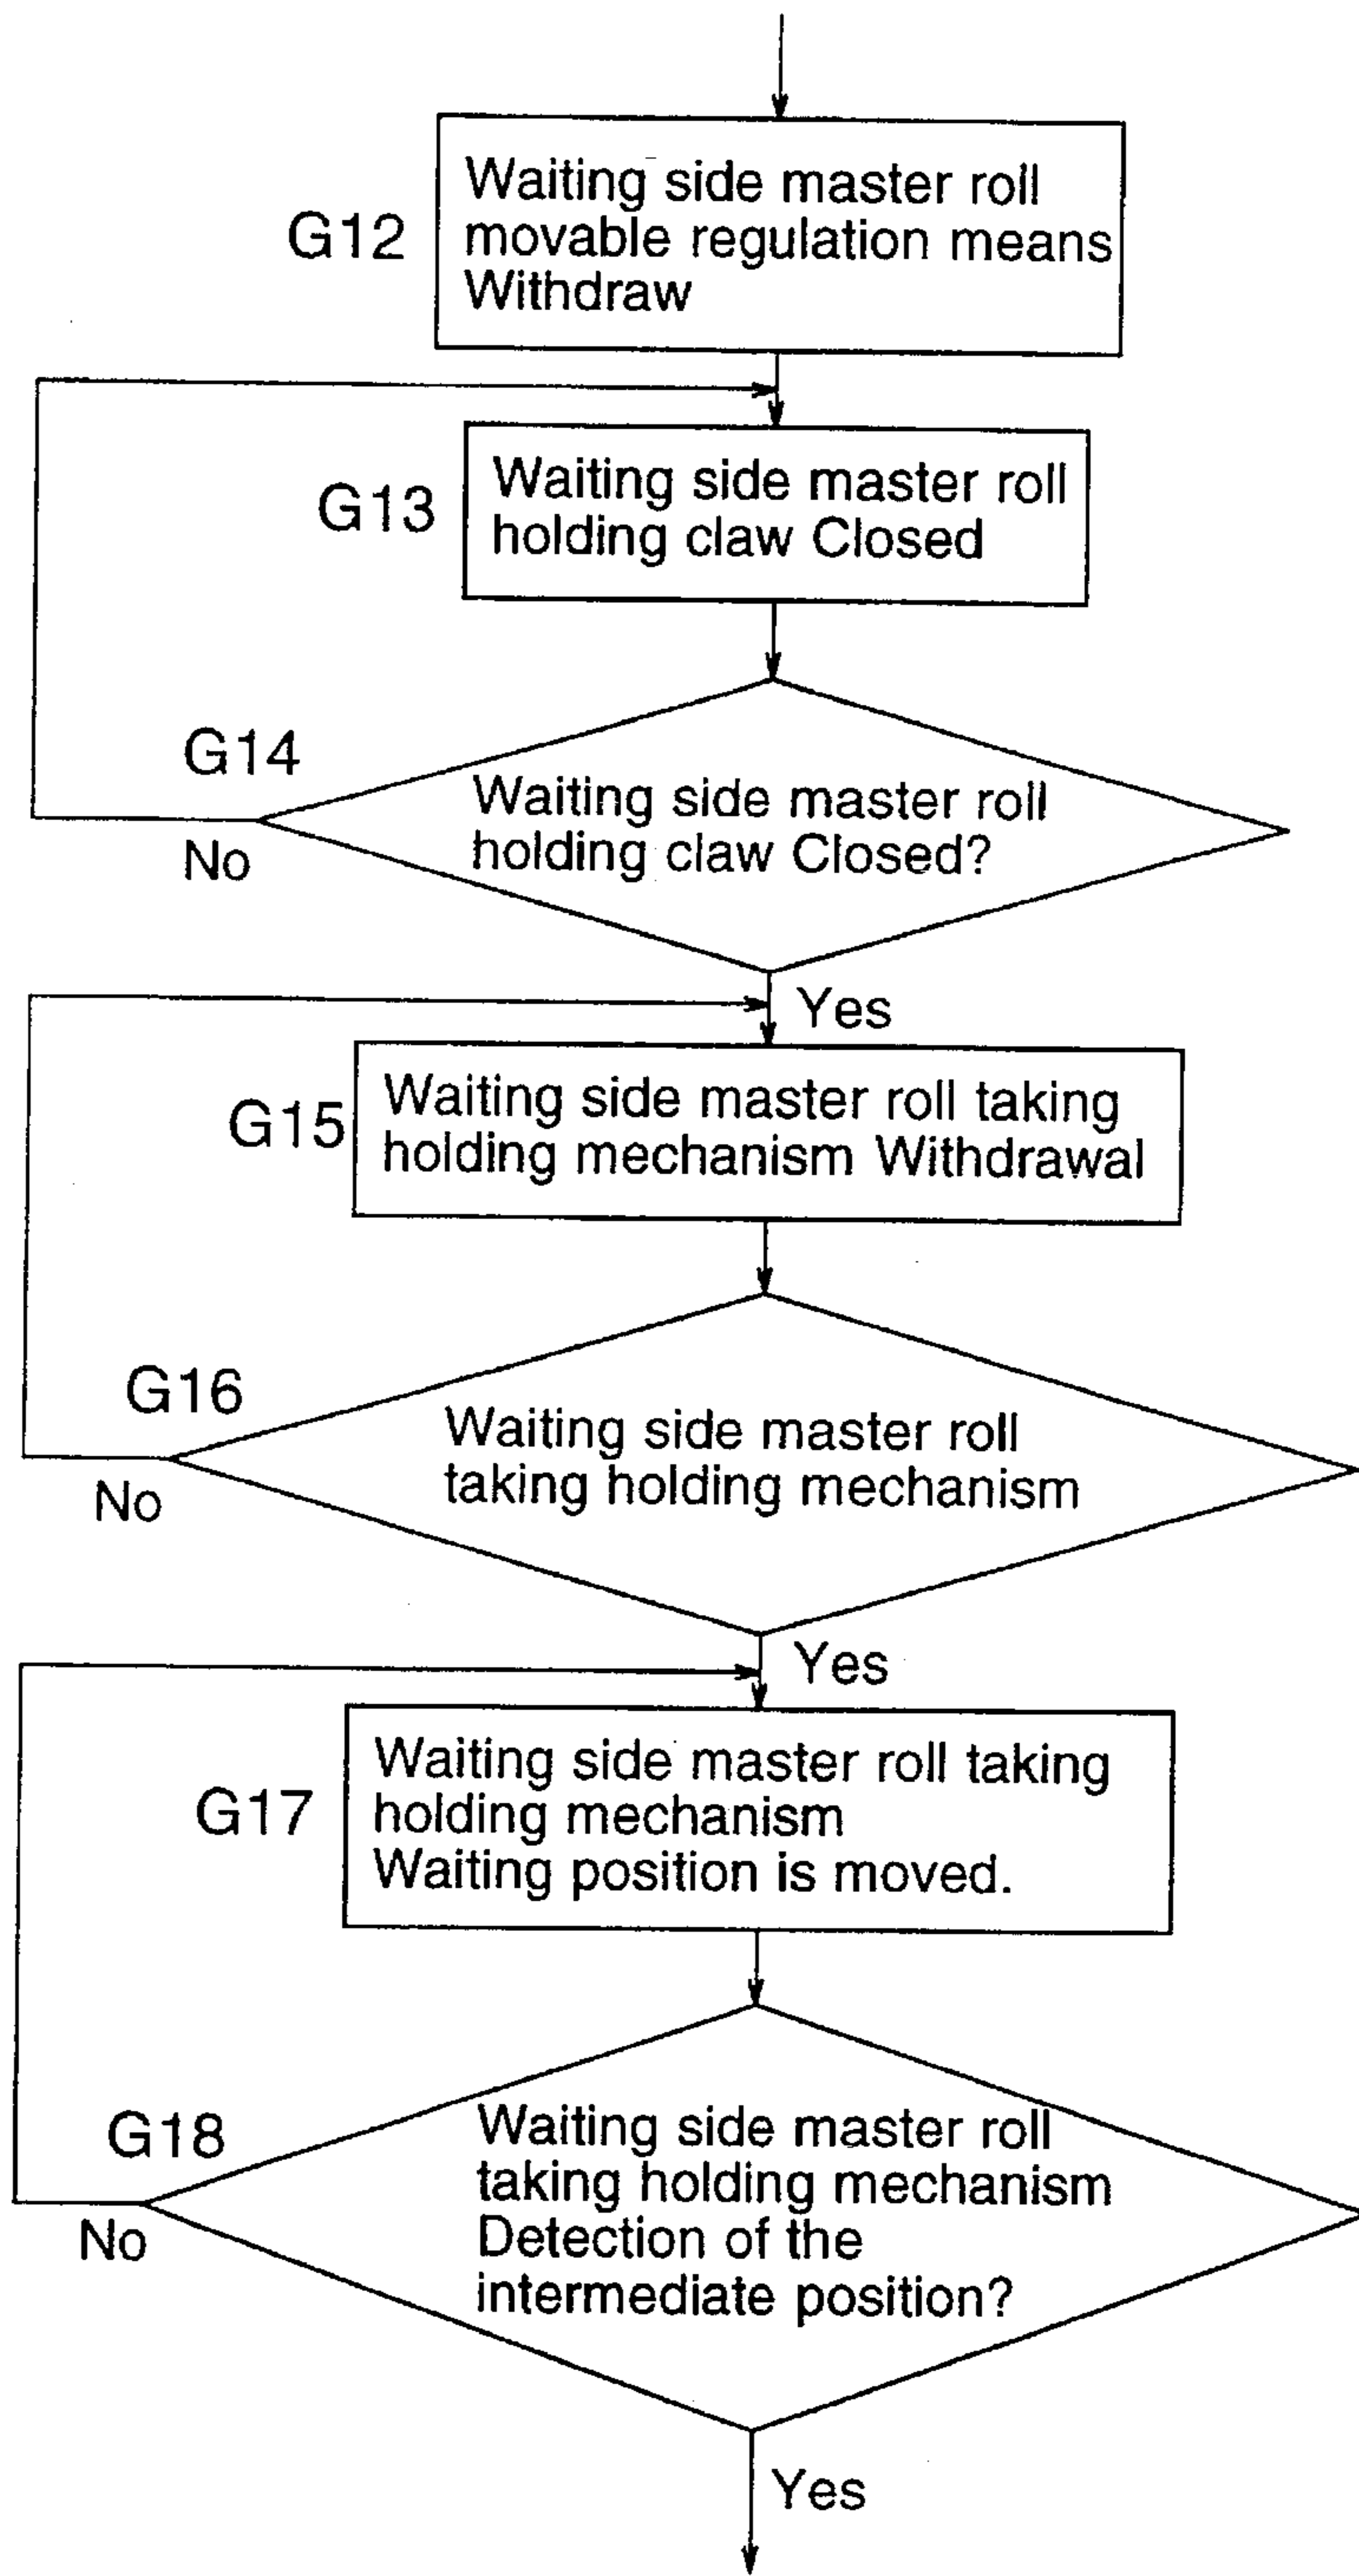 G12
Waiting side master roll
movable regulation means
Withdraw
G13
Waiting side master roll
holding claw Closed
G14
Waiting side master roll
holding claw Closed?
No
Yes
G15
Waiting side master roll taking
holding mechanism Withdrawal
G16
Waiting side master roll
taking holding mechanism
No
Yes
G17
Waiting side master roll taking
holding mechanism
Waiting position is moved.
G18
Waiting side master roll
taking holding mechanism
Detection of the
intermediate position?
No
Yes